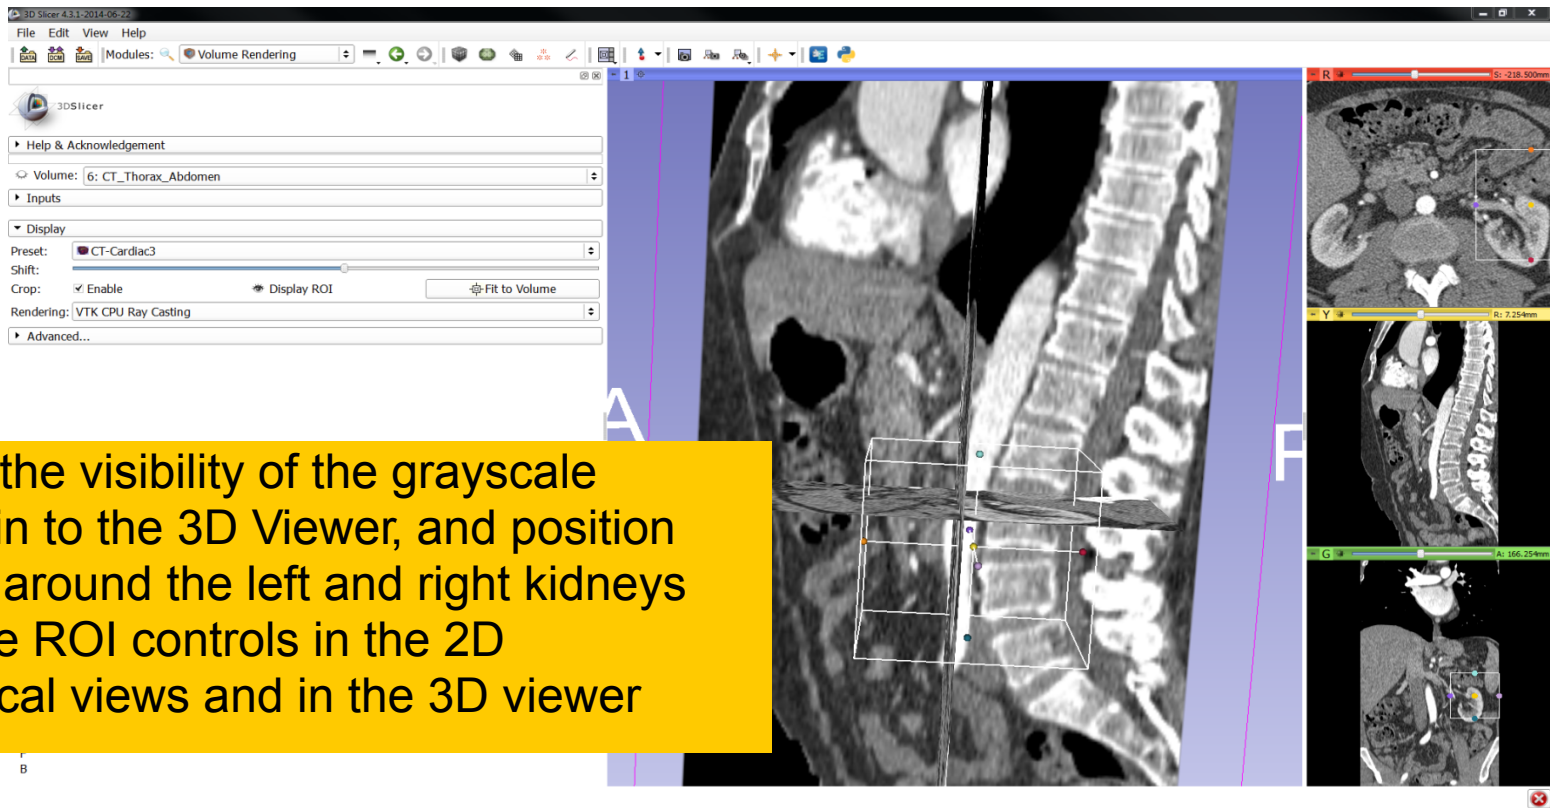 3D Slicer 4.3.1-2014-06-22
File Edit View Help
DATA DCM SAVE Modules: Volume Rendering
1
R S: -218.500mm
3DSlicer
Help & Acknowledgement
Volume: 6: CT_Thorax_Abdomen
Inputs
Display
Preset: CT-Cardiac3
Shift:
Crop: Enable Display ROI Fit to Volume
Rendering: VTK CPU Ray Casting
Advanced...
Y R: 7.254mm
A
P
the visibility of the grayscale
in to the 3D Viewer, and position
around the left and right kidneys
e ROI controls in the 2D
cal views and in the 3D viewer
G A: 166.254mm
B